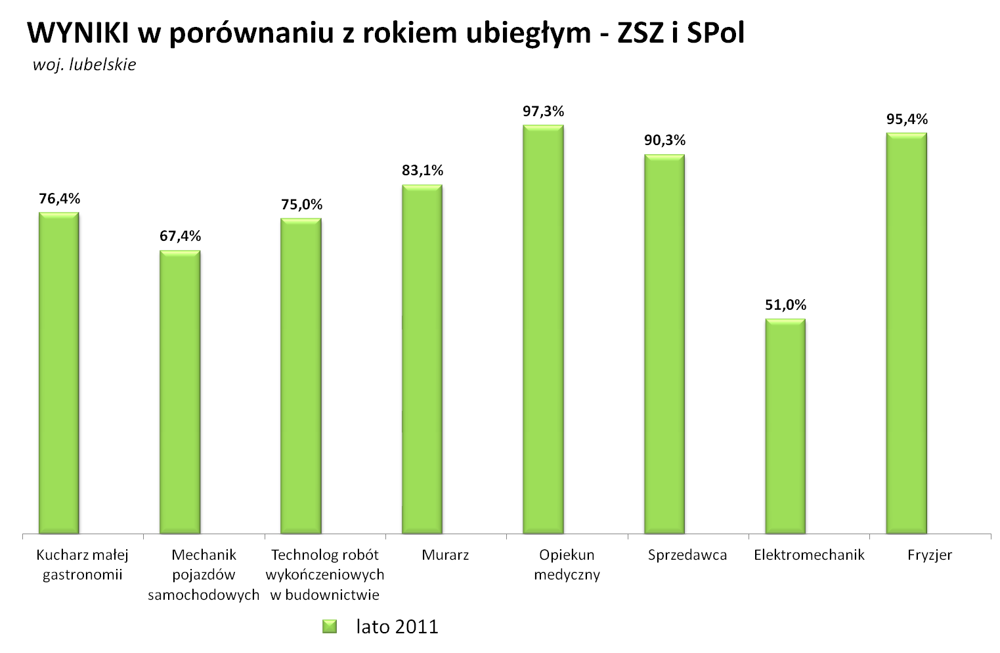 WYNIKI w porównaniu z rokiem ubiegłym - ZSZ i SPol
woj. lubelskie
76,4%
67,4%
75,0%
83,1%
97,3%
90,3%
51,0%
95,4%
Kucharz małej
gastronomii
Mechanik
pojazdów
samochodowych
Technolog robót
wykończeniowych
w budownictwie
Murarz
Opiekun
medyczny
Sprzedawca
Elektromechanik
Fryzjer
lato 2011